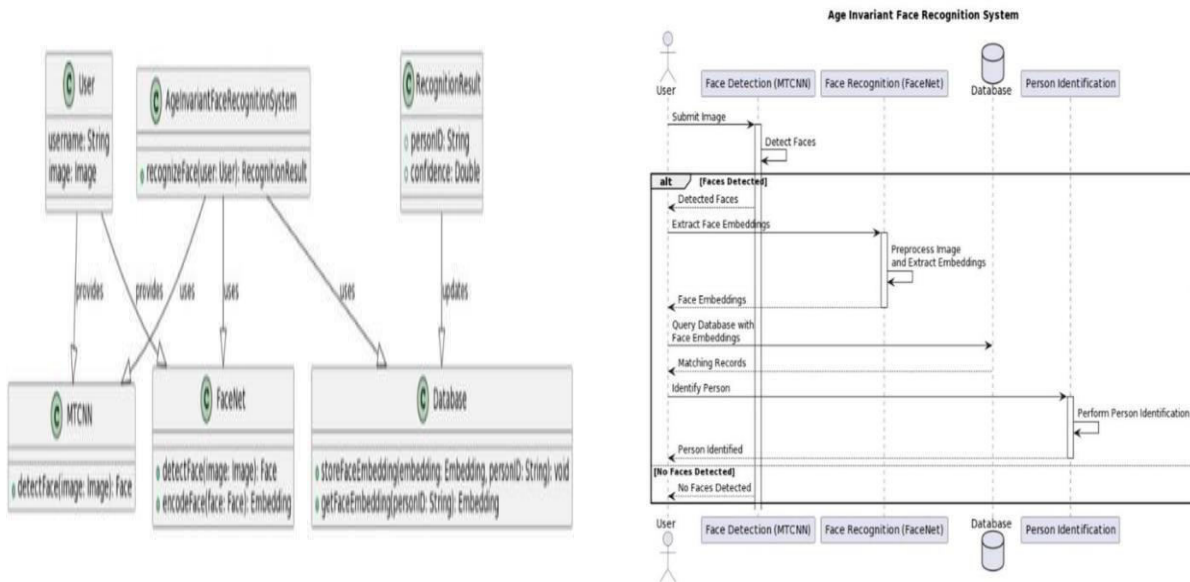 C User
username: String
image: Image
C AgeInvariantFaceRecognitionSystem
recognizeFace(user: User): RecognitionResult
C RecognitionResult
personID: String
confidence: Double
provides
provides
uses
uses
uses
updates
C MTCNN
detectFace(image: Image): Face
C FaceNet
detectFace(image: Image): Face
encodeFace(face: Face): Embedding
C Database
storeFaceEmbedding(embedding: Embedding, personID: String): void
getFaceEmbedding(personID: String): Embedding
Age Invariant Face Recognition System
User
Face Detection (MTCNN)
Face Recognition (FaceNet)
Database
Person Identification
Submit Image
Detect Faces
alt [Faces Detected]
Detected Faces
Extract Face Embeddings
Preprocess Image
and Extract Embeddings
Face Embeddings
Query Database with
Face Embeddings
Matching Records
Identify Person
Perform Person Identification
Person Identified
[No Faces Detected]
No Faces Detected
User
Face Detection (MTCNN)
Face Recognition (FaceNet)
Database
Person Identification